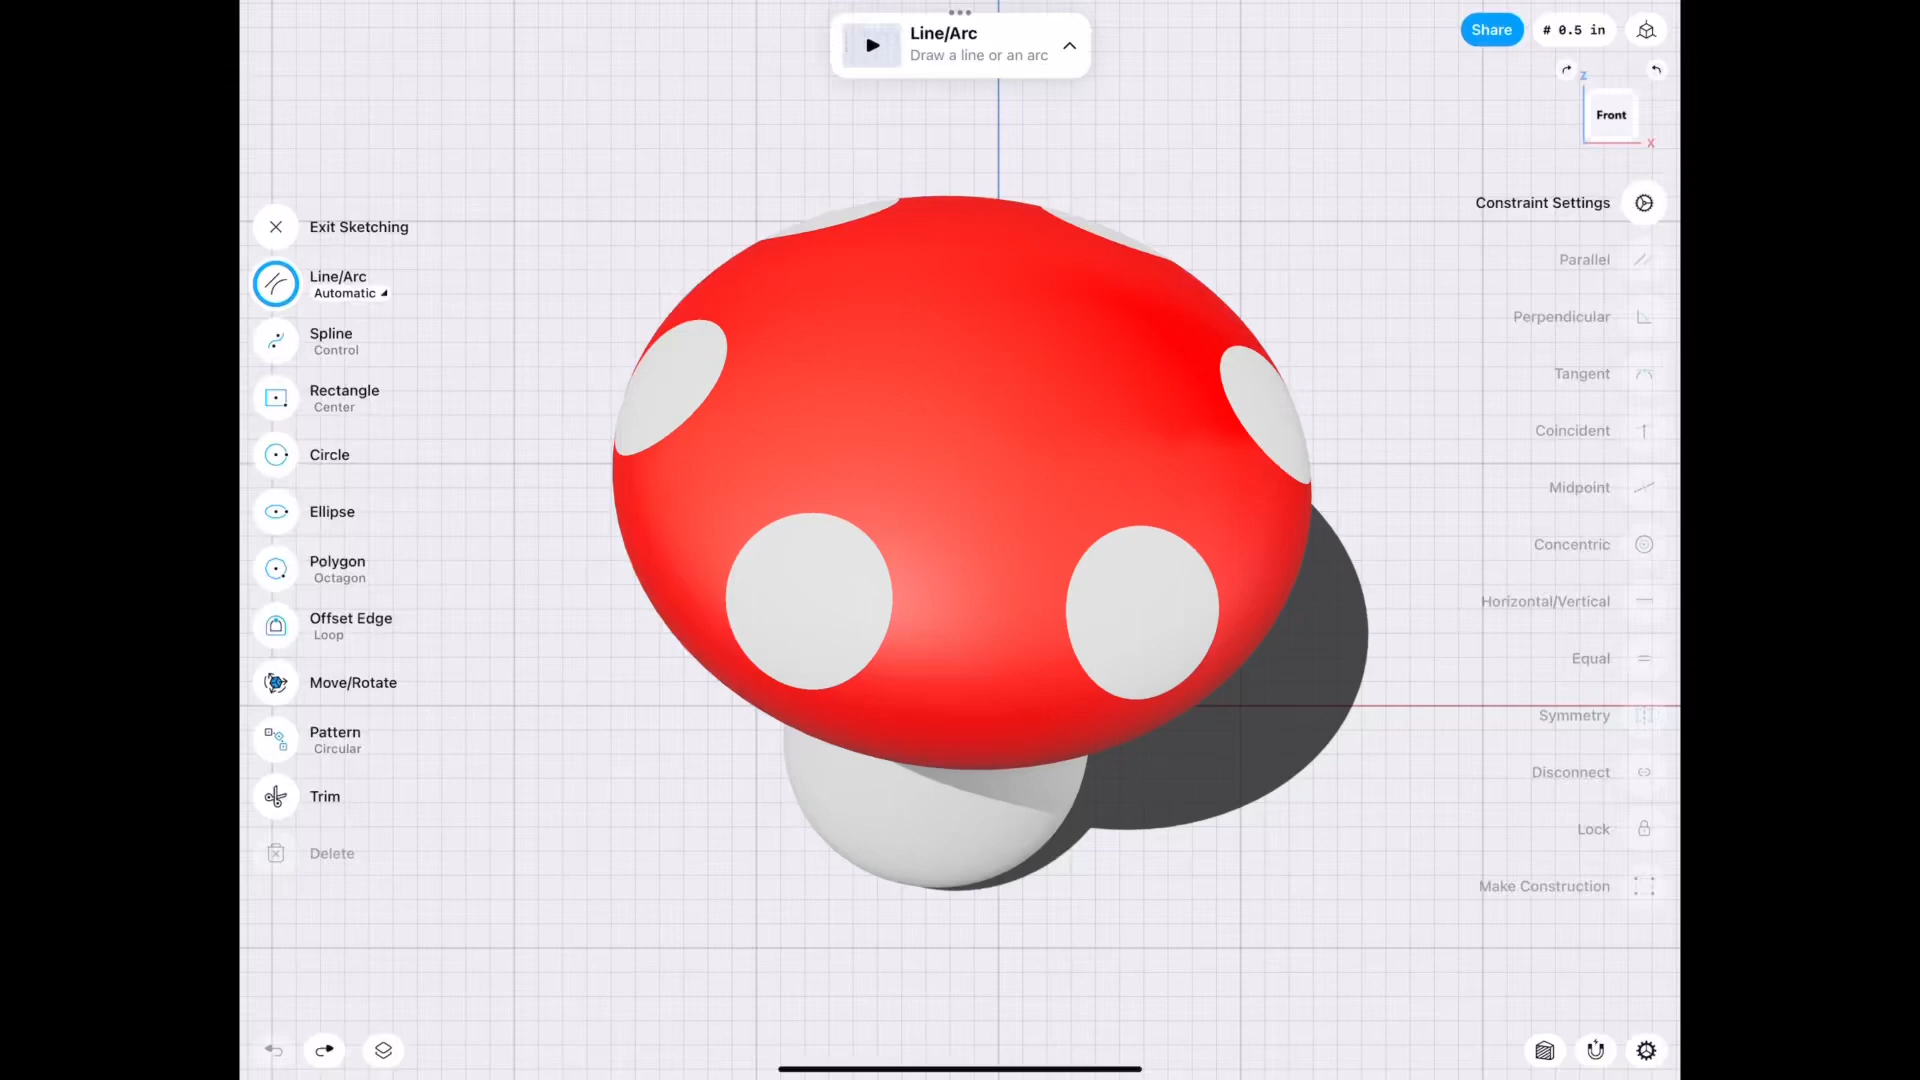 Line/Arc
Draw a line or an arc
Share
# 0.5 in
Z
Front
X
Exit Sketching
Line/Arc
Automatic
Spline
Control
Rectangle
Center
Circle
Ellipse
Polygon
Octagon
Offset Edge
Loop
Move/Rotate
Pattern
Circular
Trim
Delete
Constraint Settings
Parallel
Perpendicular
Tangent
Coincident
Midpoint
Concentric
Horizontal/Vertical
Equal
Symmetry
Disconnect
Lock
Make Construction